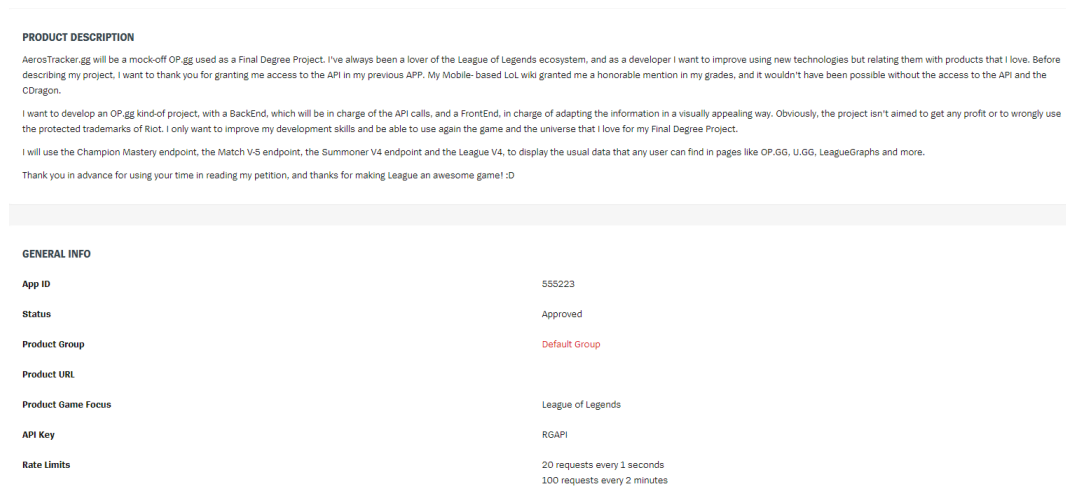 PRODUCT DESCRIPTION
AerosTracker.gg will be a mock-off OP.gg used as a Final Degree Project. I've always been a lover of the League of Legends ecosystem, and as a developer I want to improve using new technologies but relating them with products that I love. Before
describing my project, I want to thank you for granting me access to the API in my previous APP. My Mobile- based LoL wiki granted me a honorable mention in my grades, and it wouldn't have been possible without the access to the API and the
CDragon.
I want to develop an OP.gg kind-of project, with a BackEnd, which will be in charge of the API calls, and a FrontEnd, in charge of adapting the information in a visually appealing way. Obviously, the project isn't aimed to get any profit or to wrongly use
the protected trademarks of Riot. I only want to improve my development skills and be able to use again the game and the universe that I love for my Final Degree Project.
I will use the Champion Mastery endpoint, the Match V-5 endpoint, the Summoner V4 endpoint and the League V4, to display the usual data that any user can find in pages like OP.GG, U.GG, LeagueGraphs and more.
Thank you in advance for using your time in reading my petition, and thanks for making League an awesome game! :D
GENERAL INFO
App ID 555223
Status Approved
Product Group Default Group
Product URL
Product Game Focus League of Legends
API Key RGAPI
Rate Limits 20 requests every 1 seconds
100 requests every 2 minutes